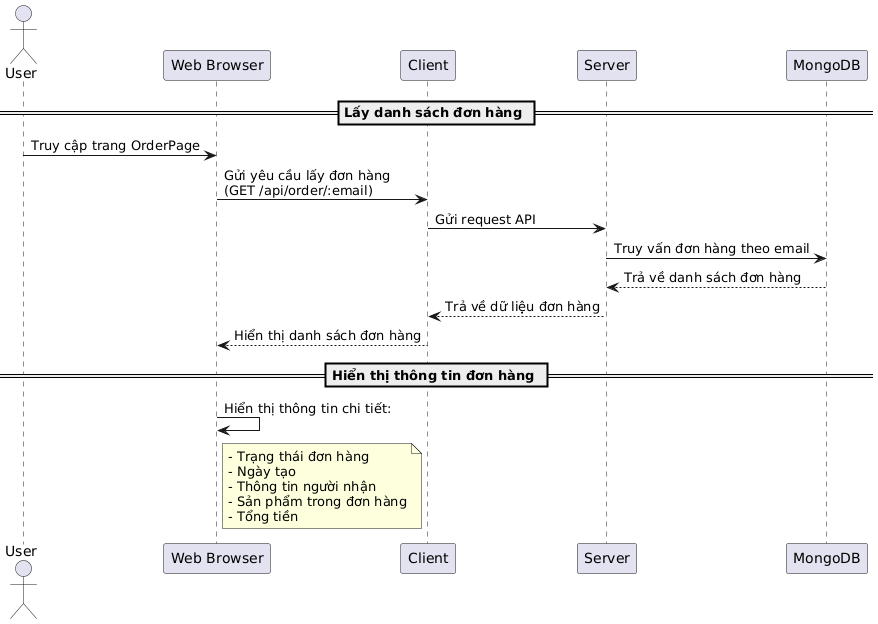 User
Web Browser
Client
Server
MongoDB
Lấy danh sách đơn hàng
Truy cập trang OrderPage
Gửi yêu cầu lấy đơn hàng
(GET /api/order/:email)
Gửi request API
Truy vấn đơn hàng theo email
Trả về danh sách đơn hàng
Trả về dữ liệu đơn hàng
Hiển thị danh sách đơn hàng
Hiển thị thông tin đơn hàng
Hiển thị thông tin chi tiết:
- Trạng thái đơn hàng
- Ngày tạo
- Thông tin người nhận
- Sản phẩm trong đơn hàng
- Tổng tiền
User
Web Browser
Client
Server
MongoDB